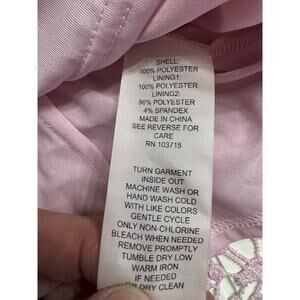 SHELL:
100% POLYESTER
LINING1:
100% POLYESTER
LINING2:
96% POLYESTER
4% SPANDEX
MADE IN CHINA
SEE REVERSE FOR
CARE
RN 103715
TURN GARMENT
INSIDE OUT
MACHINE WASH OR
HAND WASH COLD
WITH LIKE COLORS
GENTLE CYCLE
ONLY NON-CHLORINE
BLEACH WHEN NEEDED
REMOVE PROMPTLY
TUMBLE DRY LOW
WARM IRON
IF NEEDED
OR DRY CLEAN